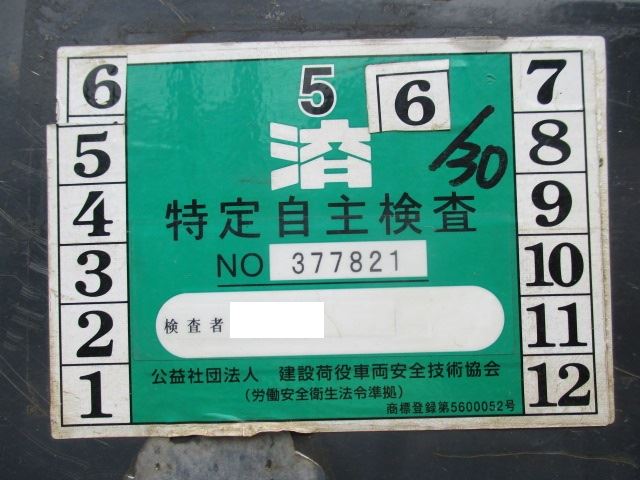 5 6 /30
済
特定自主検査
NO 377821
検査者
公益社団法人 建設荷役車両安全技術協会
(労働安全衛生法令準拠)
商標登録第5600052号
6
5
4
3
2
1
7
8
9
10
11
12